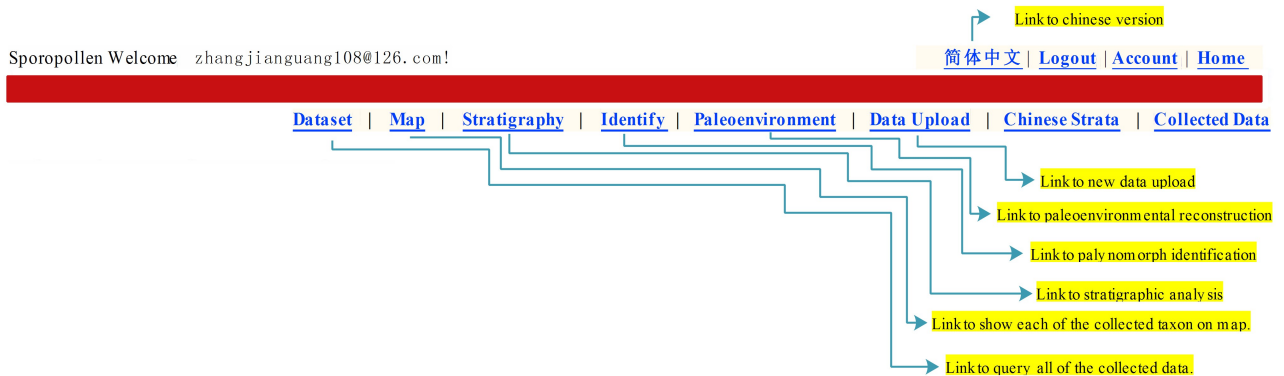 Link to chinese version
Sporopollen Welcome zhangjianguang108@126.com!
简体中文 | Logout | Account | Home
Dataset | Map | Stratigraphy | Identify | Paleoenvironment | Data Upload | Chinese Strata | Collected Data
Link to new data upload
Link to paleoenvironmental reconstruction
Link to palynomorph identification
Link to stratigraphic analysis
Link to show each of the collected taxon on map.
Link to query all of the collected data.